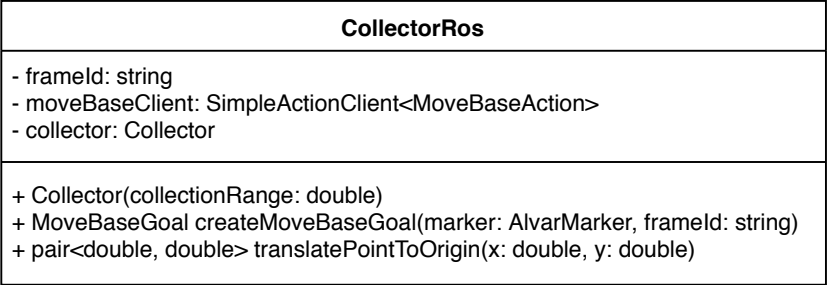 CollectorRos
- frameId: string
- moveBaseClient: SimpleActionClient<MoveBaseAction>
- collector: Collector
+ Collector(collectionRange: double)
+ MoveBaseGoal createMoveBaseGoal(marker: AlvarMarker, frameId: string)
+ pair<double, double> translatePointToOrigin(x: double, y: double)